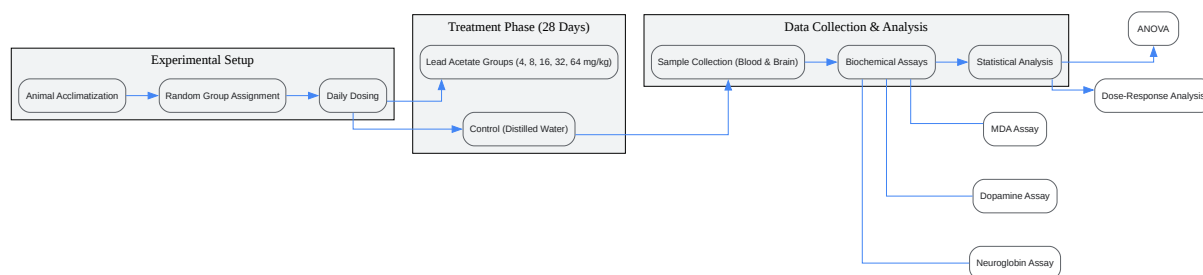 Experimental Setup
Animal Acclimatization
Random Group Assignment
Daily Dosing
Treatment Phase (28 Days)
Lead Acetate Groups (4, 8, 16, 32, 64 mg/kg)
Control (Distilled Water)
Data Collection & Analysis
Sample Collection (Blood & Brain)
Biochemical Assays
Statistical Analysis
ANOVA
Dose-Response Analysis
MDA Assay
Dopamine Assay
Neuroglobin Assay